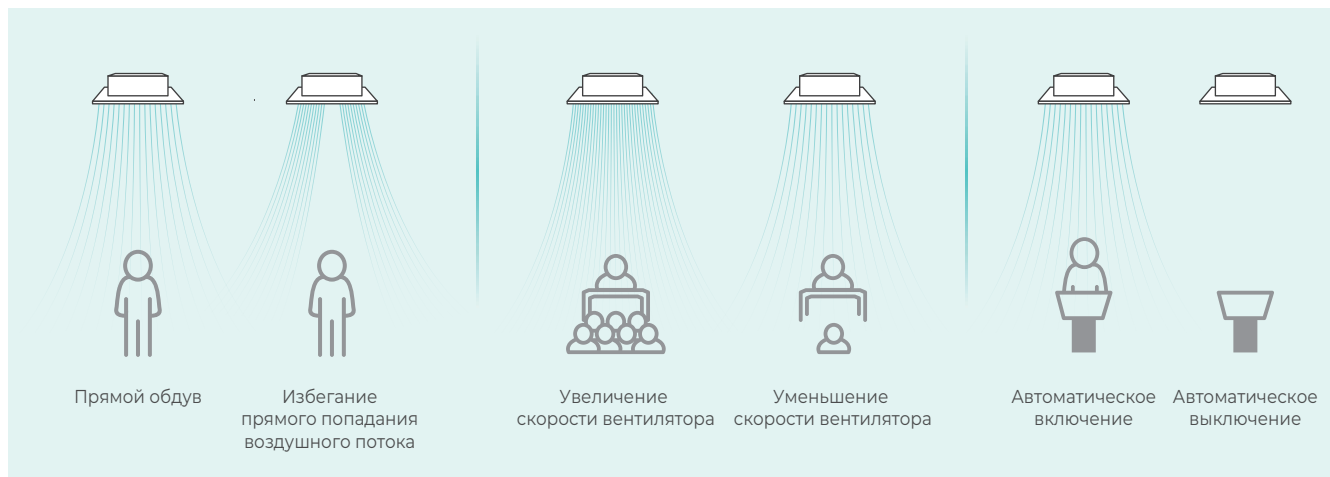 Прямой обдув
Избегание
прямого попадания
воздушного потока
Увеличение
скорости вентилятора
Уменьшение
скорости вентилятора
Автоматическое
включение
Автоматическое
выключение